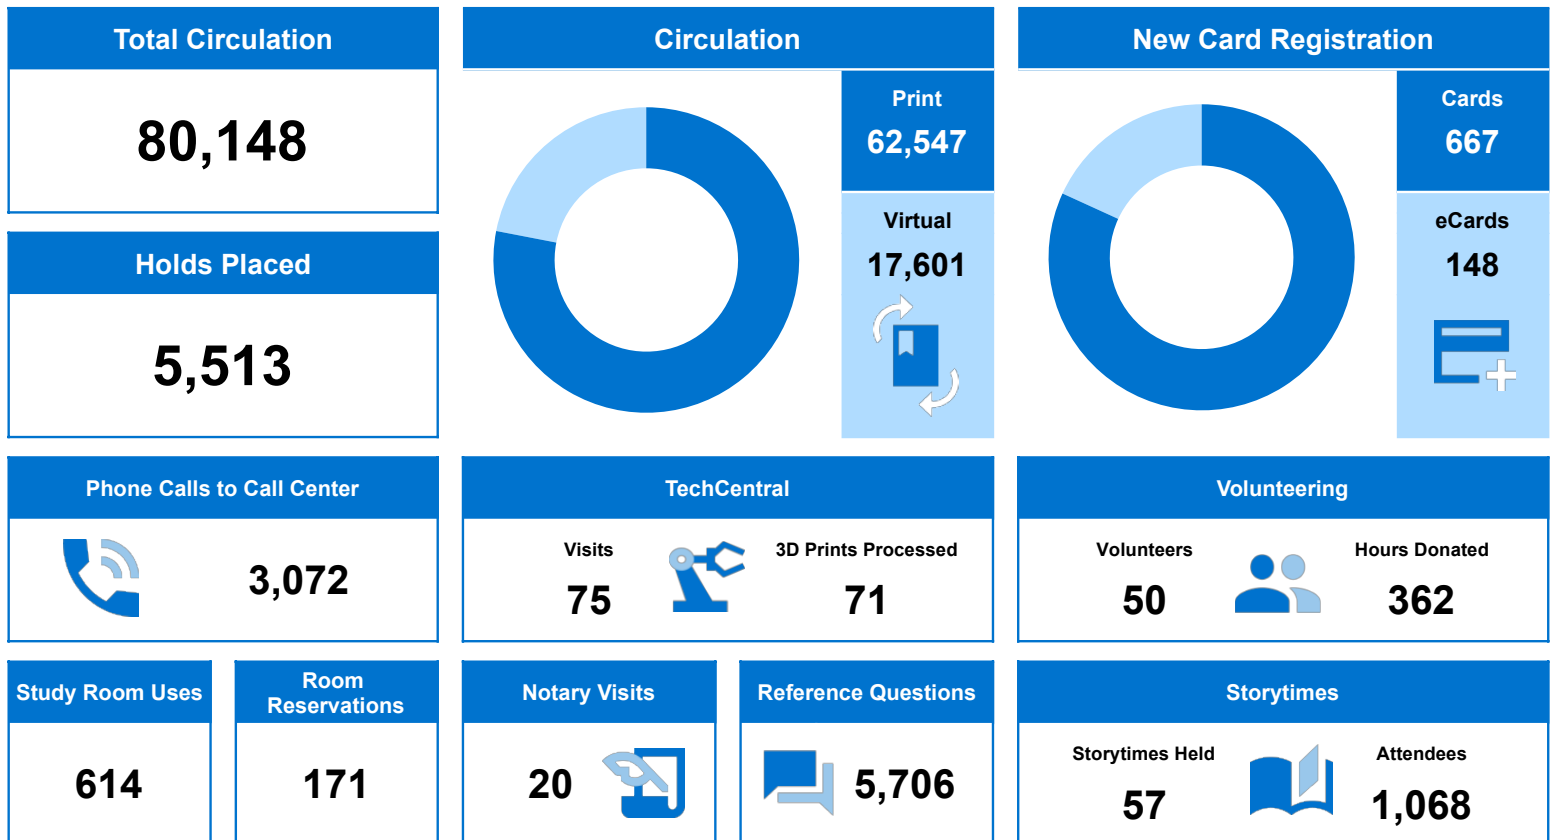 Total Circulation
80,148
Holds Placed
5,513
Circulation
Print
62,547
Virtual
17,601
New Card Registration
Cards
667
eCards
148
Phone Calls to Call Center
3,072
TechCentral
Visits
75
3D Prints Processed
71
Volunteering
Volunteers
50
Hours Donated
362
Study Room Uses
614
Room
Reservations
171
Notary Visits
20
Reference Questions
5,706
Storytimes
Storytimes Held
57
Attendees
1,068